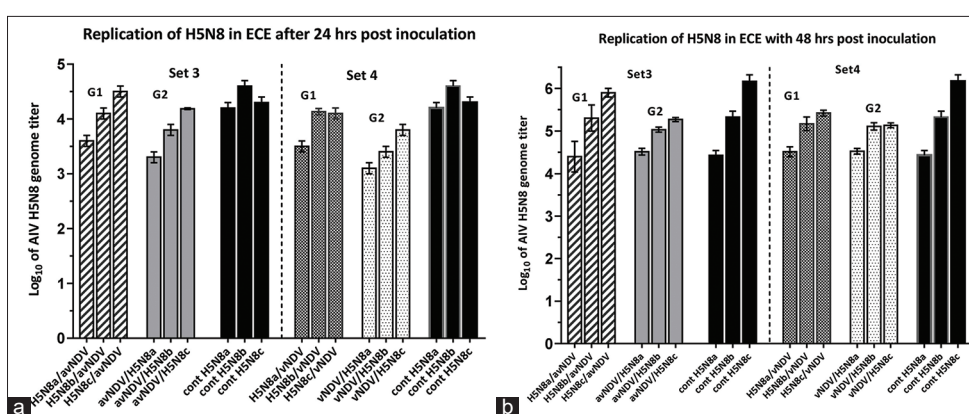 Replication of H5N8 in ECE after 24 hrs post inoculation
Log10 of AIV H5N8 genome titer
5
4
3
2
1
0
Set 3
Set 4
G1
G2
G1
G2
H5N8a/avNDV
H5N8b/avNDV
H5N8c/avNDV
avNDV/H5N8a
avNDV/H5N8b
avNDV/H5N8c
cont H5N8a
cont H5N8b
cont H5N8c
H5N8a/vNDV
H5N8b/vNDV
H5N8c/vNDV
vNDV/H5N8a
vNDV/H5N8b
vNDV/H5N8c
cont H5N8a
cont H5N8b
cont H5N8c
a
Replication of H5N8 in ECE with 48 hrs post inoculation
Log10 of AIV H5N8 genome titer
6
4
2
0
Set3
Set4
G1
G2
G1
G2
H5N8a/avNDV
H5N8b/avNDV
H5N8c/avNDV
avNDV/H5N8a
avNDV/H5N8b
avNDV/H5N8c
cont H5N8a
cont H5N8b
cont H5N8c
H5N8a/vNDV
H5N8b/vNDV
H5N8c/vNDV
vNDV/H5N8a
vNDV/H5N8b
vNDV/H5N8c
cont H5N8a
cont H5N8b
cont H5N8c
b